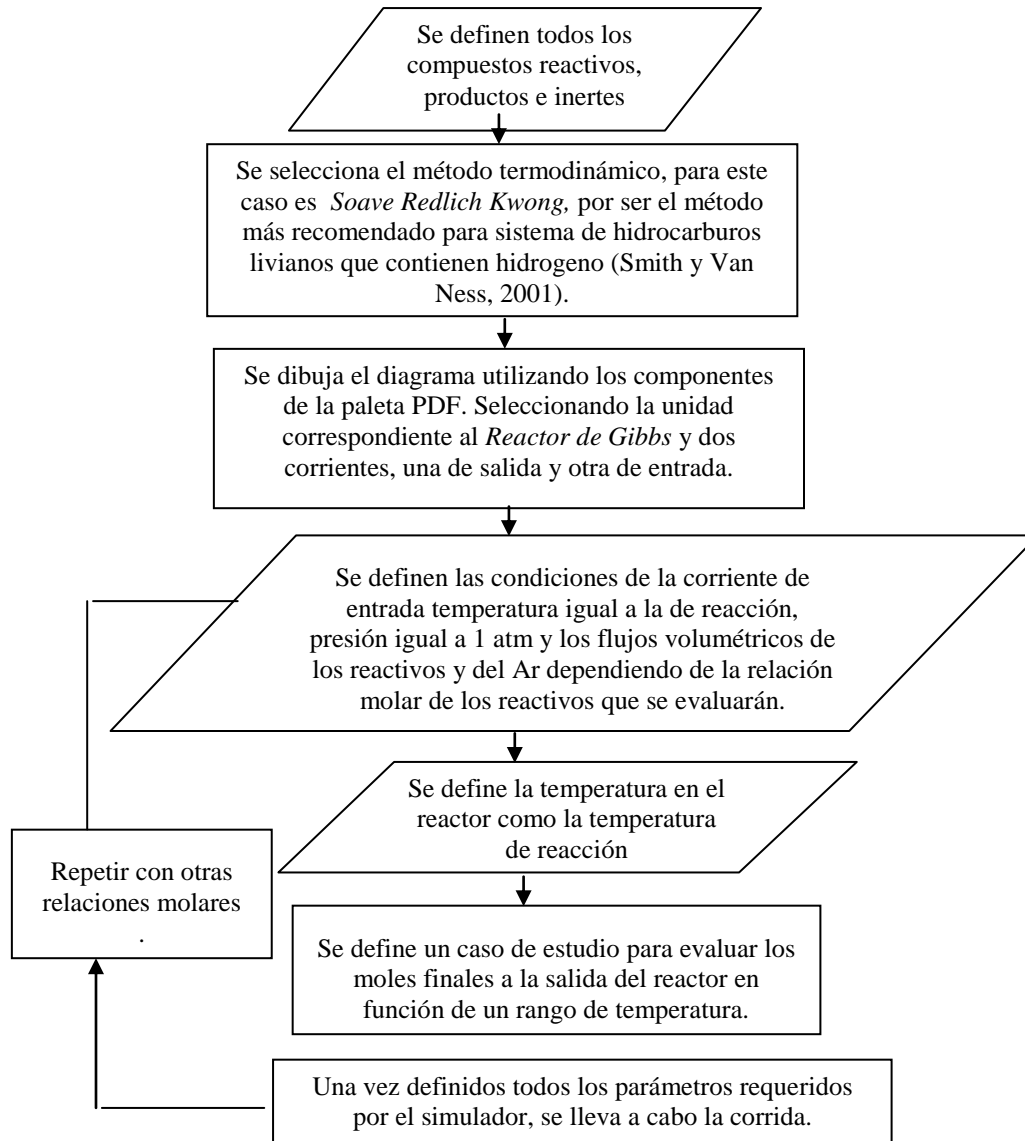 Se definen todos los
compuestos reactivos,
productos e inertes
Se selecciona el método termodinámico, para este
caso es Soave Redlich Kwong, por ser el método
más recomendado para sistema de hidrocarburos
livianos que contienen hidrogeno (Smith y Van
Ness, 2001).
Se dibuja el diagrama utilizando los componentes
de la paleta PDF. Seleccionando la unidad
correspondiente al Reactor de Gibbs y dos
corrientes, una de salida y otra de entrada.
Se definen las condiciones de la corriente de
entrada temperatura igual a la de reacción,
presión igual a 1 atm y los flujos volumétricos de
los reactivos y del Ar dependiendo de la relación
molar de los reactivos que se evaluarán.
Se define la temperatura en el
reactor como la temperatura
de reacción
Repetir con otras
relaciones molares
.
Se define un caso de estudio para evaluar los
moles finales a la salida del reactor en
función de un rango de temperatura.
Una vez definidos todos los parámetros requeridos
por el simulador, se lleva a cabo la corrida.